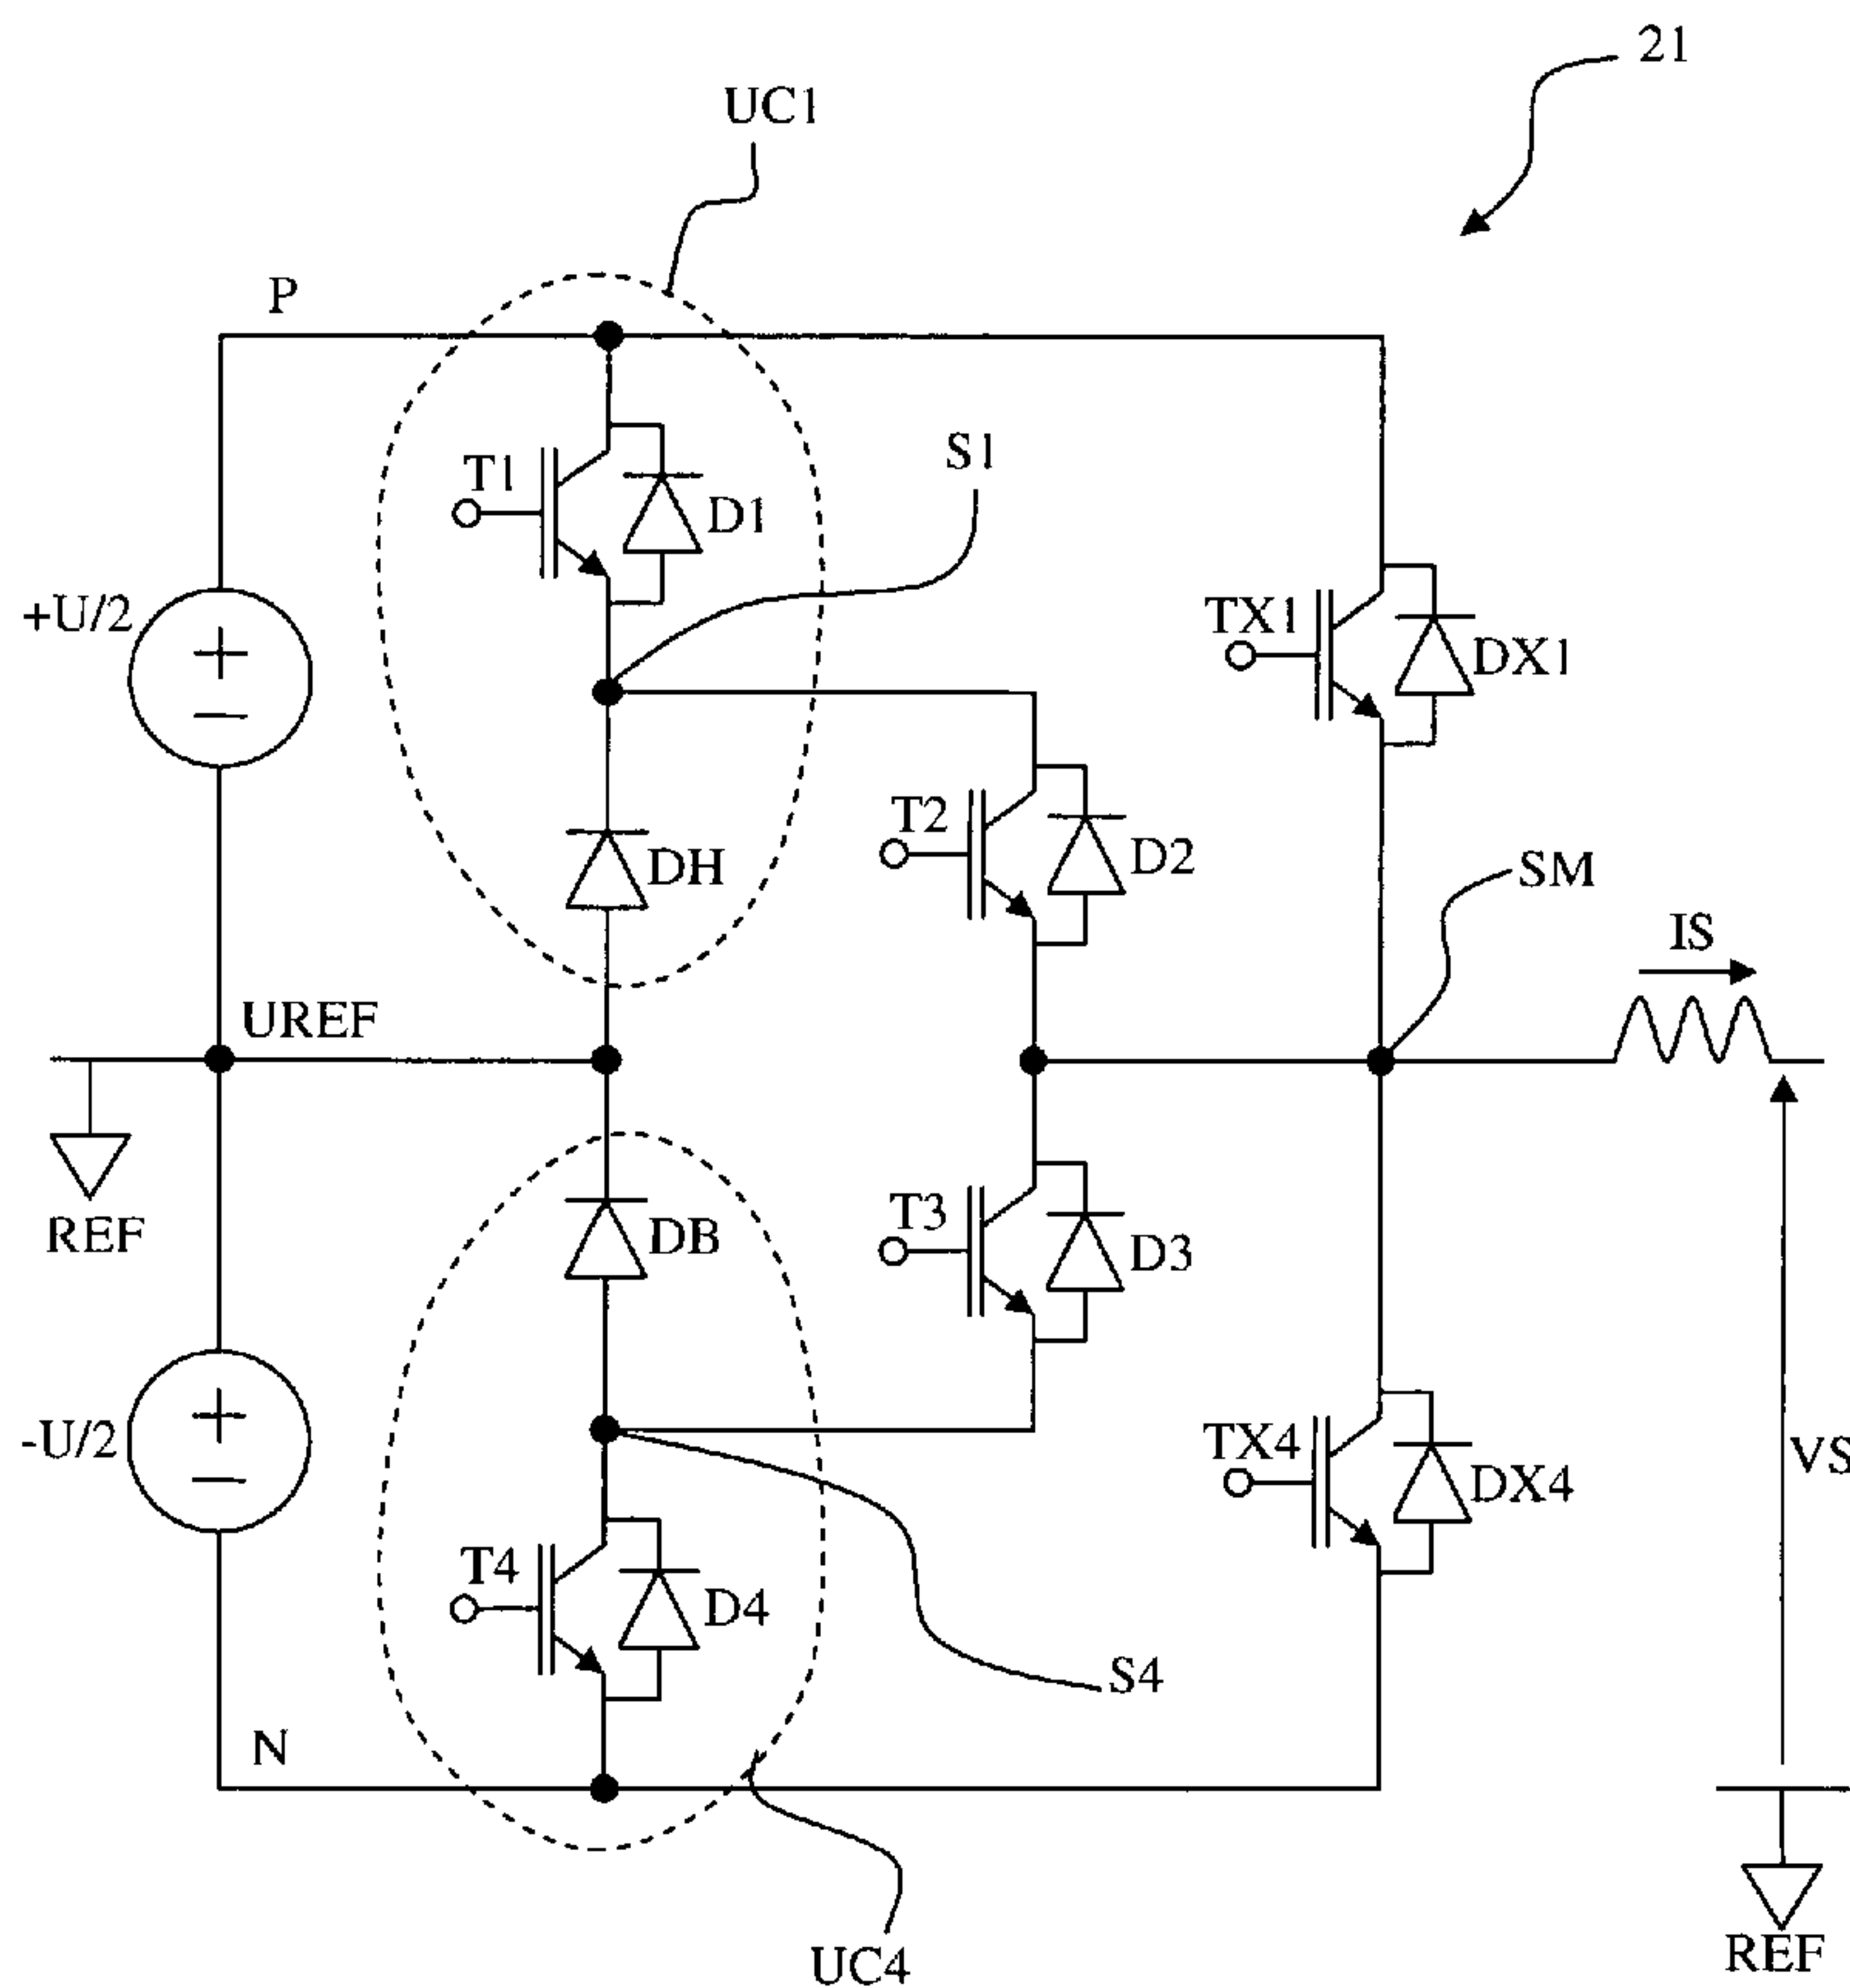 21
UC1
P
S1
T1
D1
+U/2
TX1
DX1
T2
D2
DH
SM
IS
UREF
REF
T3
D3
DB
-U/2
TX4
DX4
VS
T4
D4
S4
N
UC4
REF